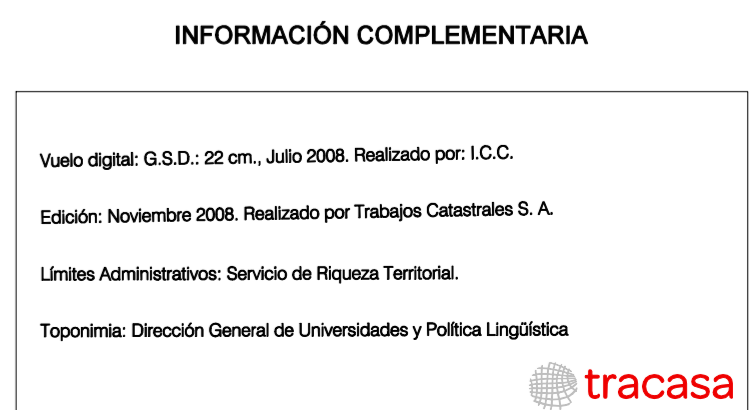 INFORMACIÓN COMPLEMENTARIA
Vuelo digital: G.S.D.: 22 cm., Julio 2008. Realizado por: I.C.C.
Edición: Noviembre 2008. Realizado por Trabajos Catastrales S. A.
Límites Administrativos: Servicio de Riqueza Territorial.
Toponimia: Dirección General de Universidades y Política Lingüística
tracasa